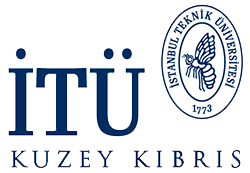 İTÜ
İSTANBUL TEKNİK ÜNİVERSİTESİ
1773
KUZEY KIBRIS